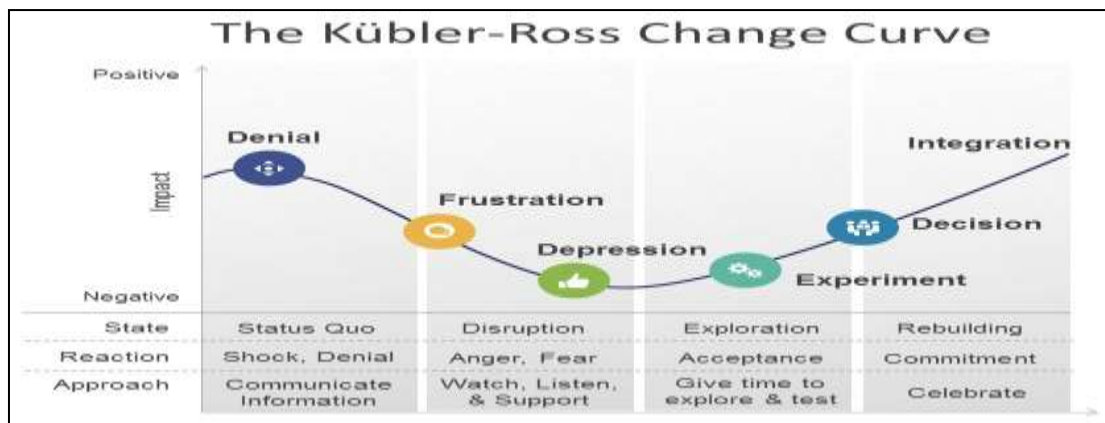 The Kübler-Ross Change Curve
Positive
Impact
Negative
Denial
Frustration
Depression
Experiment
Decision
Integration
State
Status Quo
Disruption
Exploration
Rebuilding
Reaction
Shock, Denial
Anger, Fear
Acceptance
Commitment
Approach
Communicate
Information
Watch, Listen,
& Support
Give time to
explore & test
Celebrate